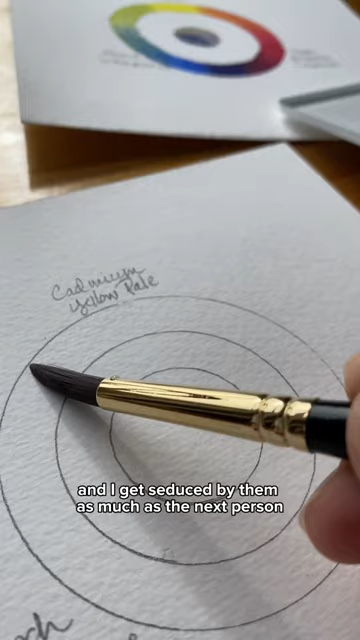 Cadmium
Yellow Pale
and I get seduced by them
as much as the next person